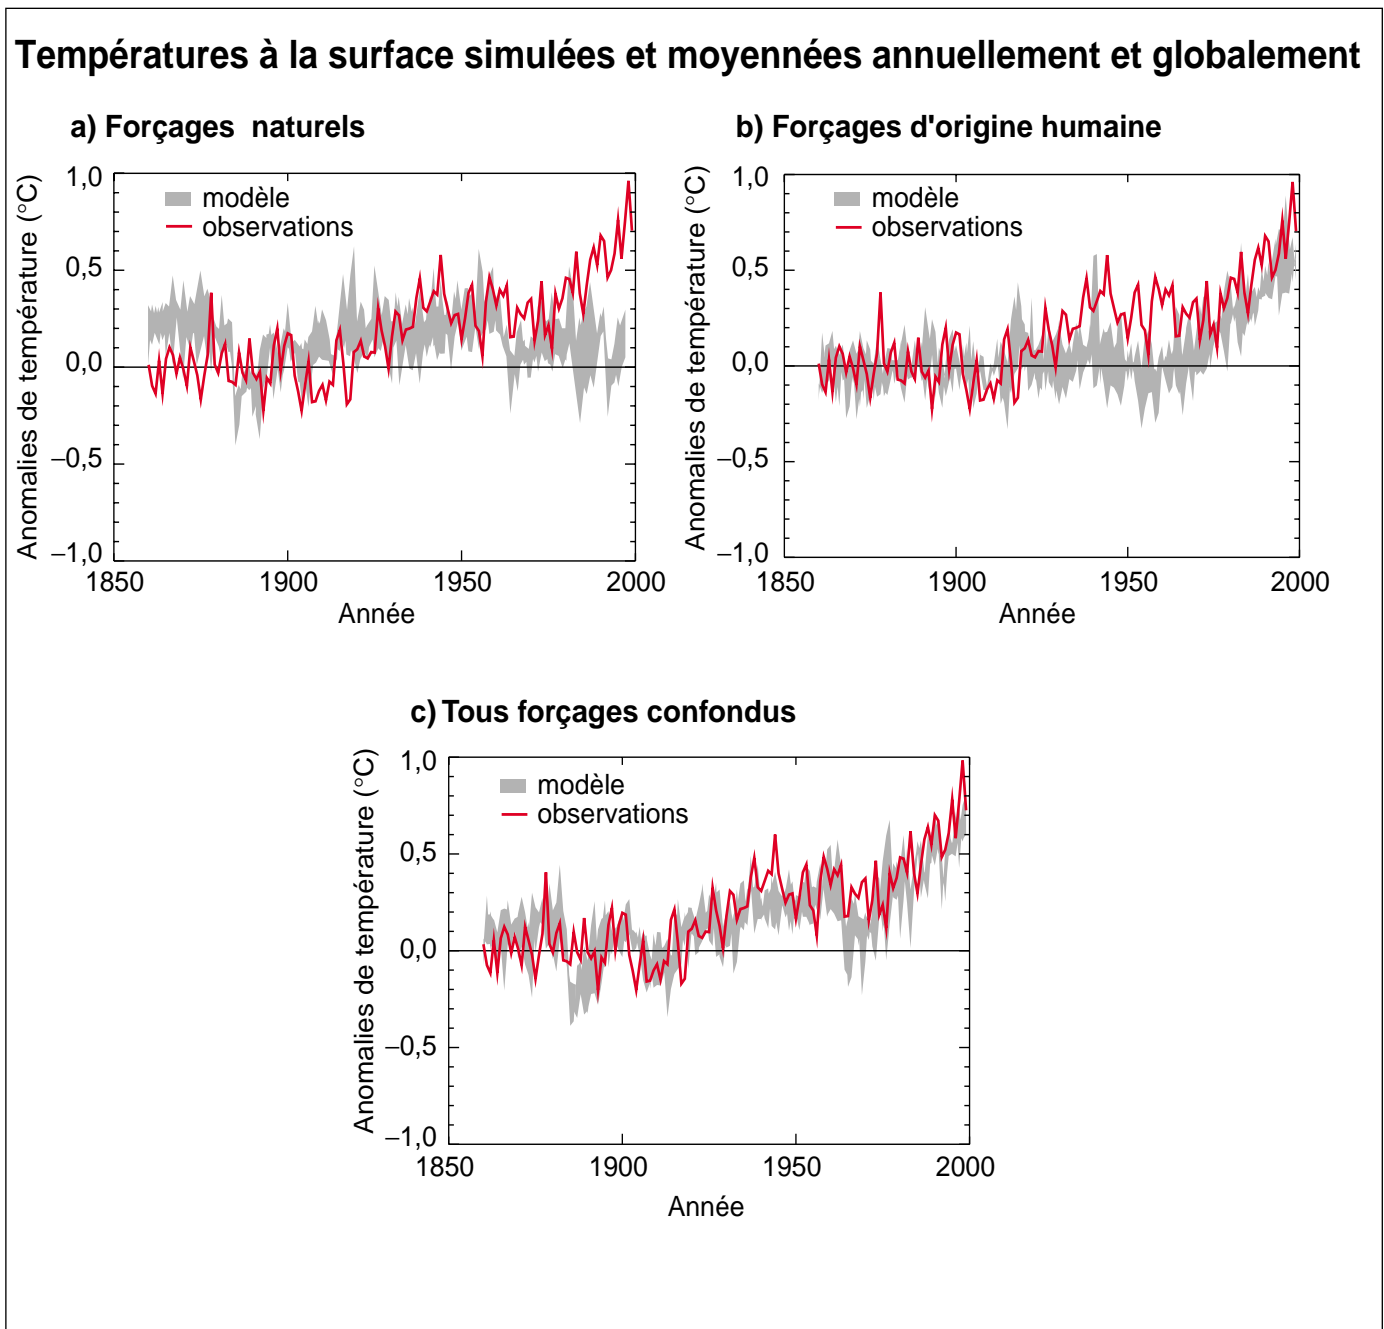 Températures à la surface simulées et moyennées annuellement et globalement
a) Forçages naturels
Anomalies de température (°C)
1,0
0,5
0,0
–0,5
–1,0
modèle
observations
1850 1900 1950 2000
Année
b) Forçages d'origine humaine
Anomalies de température (°C)
1,0
0,5
0,0
–0,5
–1,0
modèle
observations
1850 1900 1950 2000
Année
c) Tous forçages confondus
Anomalies de température (°C)
1,0
0,5
0,0
–0,5
–1,0
modèle
observations
1850 1900 1950 2000
Année